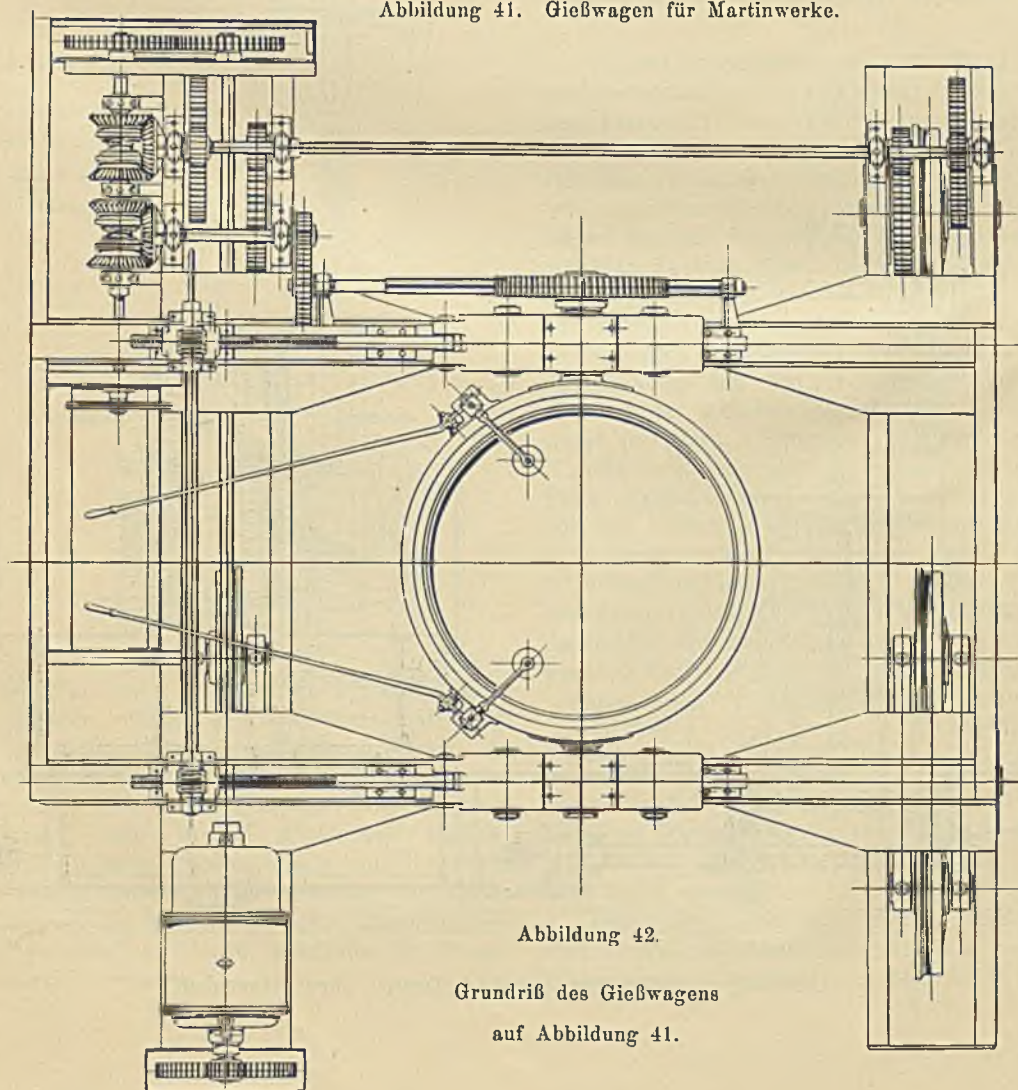 Abbildung 41. Gießwagen für Martinwerke.
Abbildung 42.
Grundriß des Gießwagens
auf Abbildung 41.